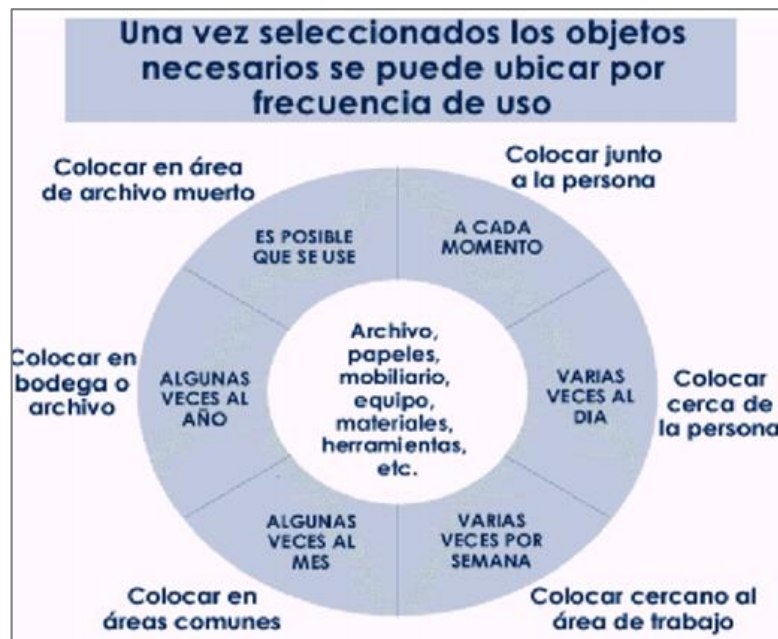 Una vez seleccionados los objetos
necesarios se puede ubicar por
frecuencia de uso
Colocar en área
de archivo muerto
Colocar junto
a la persona
ES POSIBLE
QUE SE USE
A CADA
MOMENTO
Colocar en
bodega o
archivo
ALGUNAS
VECES AL
AÑO
Archivo,
papeles,
mobiliario,
equipo,
materiales,
herramientas,
etc.
VARIAS
VECES AL
DIA
Colocar
cerca de
la persona
ALGUNAS
VECES AL
MES
VARIAS
VECES POR
SEMANA
Colocar en
áreas comunes
Colocar cercano al
área de trabajo